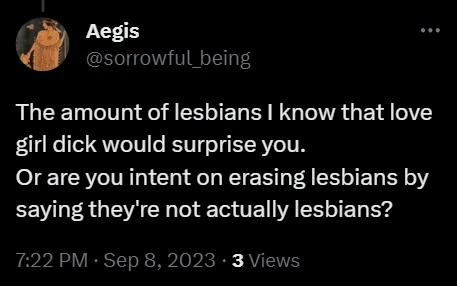 Aegis
@sorrowful_being
The amount of lesbians I know that love
girl dick would surprise you.
Or are you intent on erasing lesbians by
saying they're not actually lesbians?
7:22 PM · Sep 8, 2023 · 3 Views